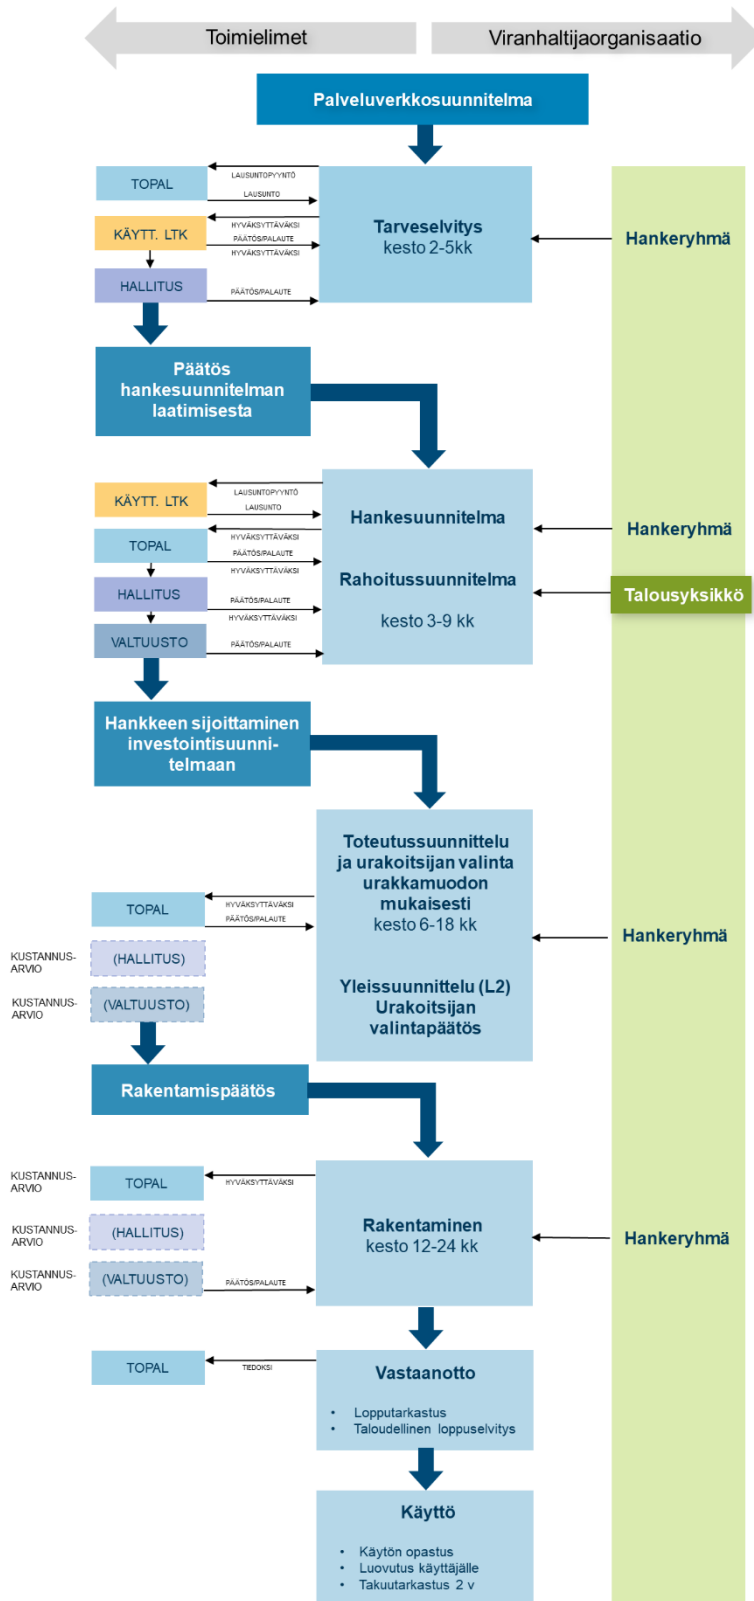 Toimielimet
Viranhaltijaorganisaatio
Palveluverkkosuunnitelma
TOPAL
LAUSUNTOPYYNTÖ
LAUSUNTO
KÄYTT. LTK
HYVÄKSYTTÄVÄKSI
PÄÄTÖS/PALAUTE
HYVÄKSYTTÄVÄKSI
HALLITUS
PÄÄTÖS/PALAUTE
Tarveselvitys
kesto 2-5kk
Hankeryhmä
Päätös
hankesuunnitelman
laatimisesta
KÄYTT. LTK
LAUSUNTOPYYNTÖ
LAUSUNTO
TOPAL
HYVÄKSYTTÄVÄKSI
PÄÄTÖS/PALAUTE
HYVÄKSYTTÄVÄKSI
HALLITUS
PÄÄTÖS/PALAUTE
HYVÄKSYTTÄVÄKSI
VALTUUSTO
PÄÄTÖS/PALAUTE
Hankesuunnitelma
Rahoitussuunnitelma
kesto 3-9 kk
Hankeryhmä
Talousyksikkö
Hankkeen sijoittaminen
investointisuunni-
telmaan
Toteutussuunnittelu
ja urakoitsijan valinta
urakkamuodon
mukaisesti
kesto 6-18 kk
Yleissuunnittelu (L2)
Urakoitsijan
valintapäätös
TOPAL
HYVÄKSYTTÄVÄKSI
PÄÄTÖS/PALAUTE
Hankeryhmä
KUSTANNUS-
ARVIO
(HALLITUS)
KUSTANNUS-
ARVIO
(VALTUUSTO)
Rakentamispäätös
KUSTANNUS-
ARVIO
TOPAL
HYVÄKSYTTÄVÄKSI
KUSTANNUS-
ARVIO
(HALLITUS)
KUSTANNUS-
ARVIO
(VALTUUSTO)
PÄÄTÖS/PALAUTE
Rakentaminen
kesto 12-24 kk
Hankeryhmä
TOPAL
TIEDOKSI
Vastaanotto
• Lopputarkastus
• Taloudellinen loppuselvitys
Käyttö
• Käytön opastus
• Luovutus käyttäjälle
• Takuutarkastus 2 v